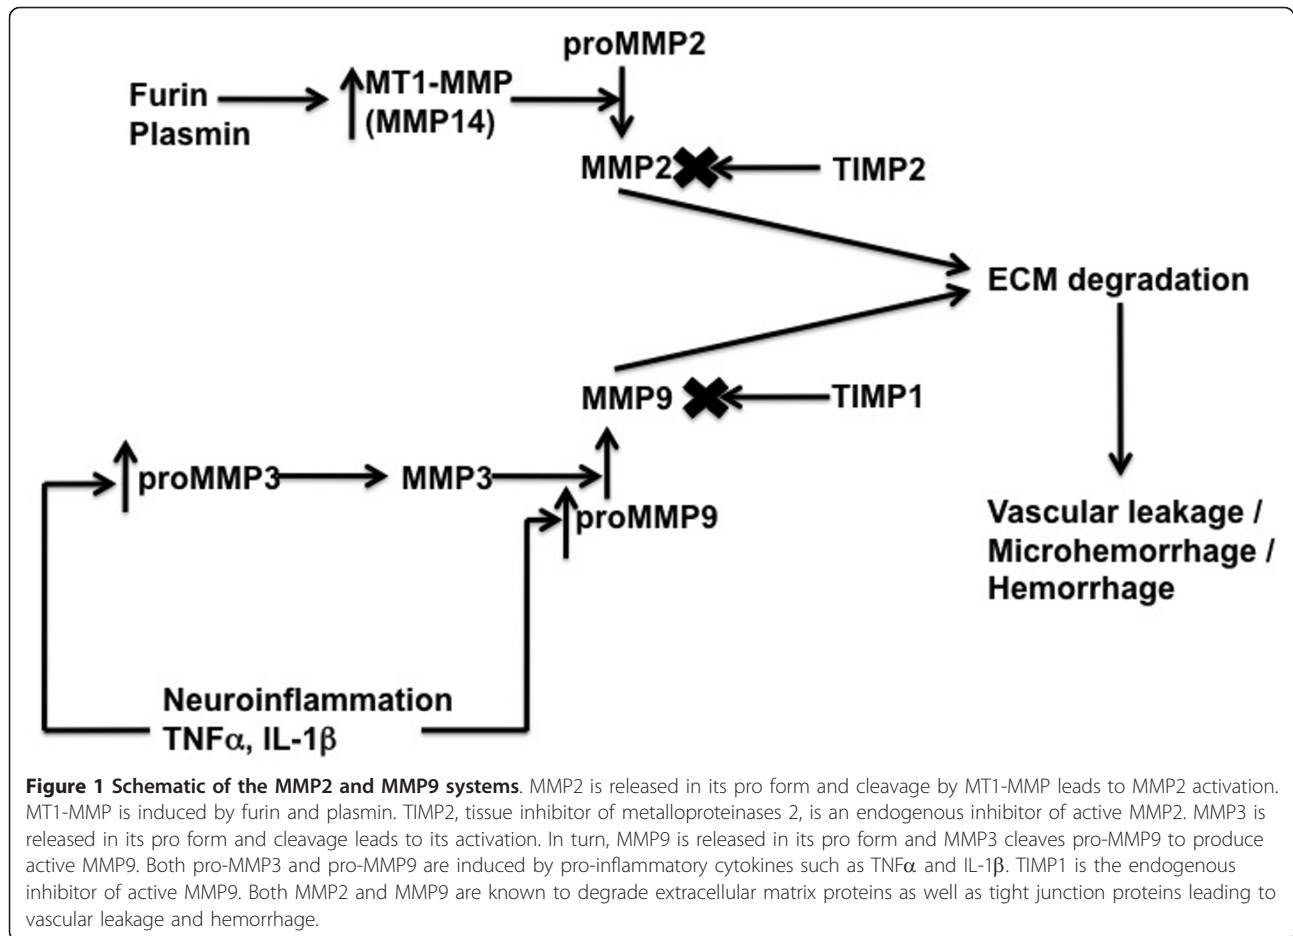 proMMP2
Furin
Plasmin
MT1-MMP
(MMP14)
MMP2
TIMP2
ECM degradation
MMP9
TIMP1
proMMP3
MMP3
proMMP9
Vascular leakage /
Microhemorrhage /
Hemorrhage
Neuroinflammation
TNFα, IL-1β
Figure 1 Schematic of the MMP2 and MMP9 systems. MMP2 is released in its pro form and cleavage by MT1-MMP leads to MMP2 activation.
MT1-MMP is induced by furin and plasmin. TIMP2, tissue inhibitor of metalloproteinases 2, is an endogenous inhibitor of active MMP2. MMP3 is
released in its pro form and cleavage leads to its activation. In turn, MMP9 is released in its pro form and MMP3 cleaves pro-MMP9 to produce
active MMP9. Both pro-MMP3 and pro-MMP9 are induced by pro-inflammatory cytokines such as TNFα and IL-1β. TIMP1 is the endogenous
inhibitor of active MMP9. Both MMP2 and MMP9 are known to degrade extracellular matrix proteins as well as tight junction proteins leading to
vascular leakage and hemorrhage.